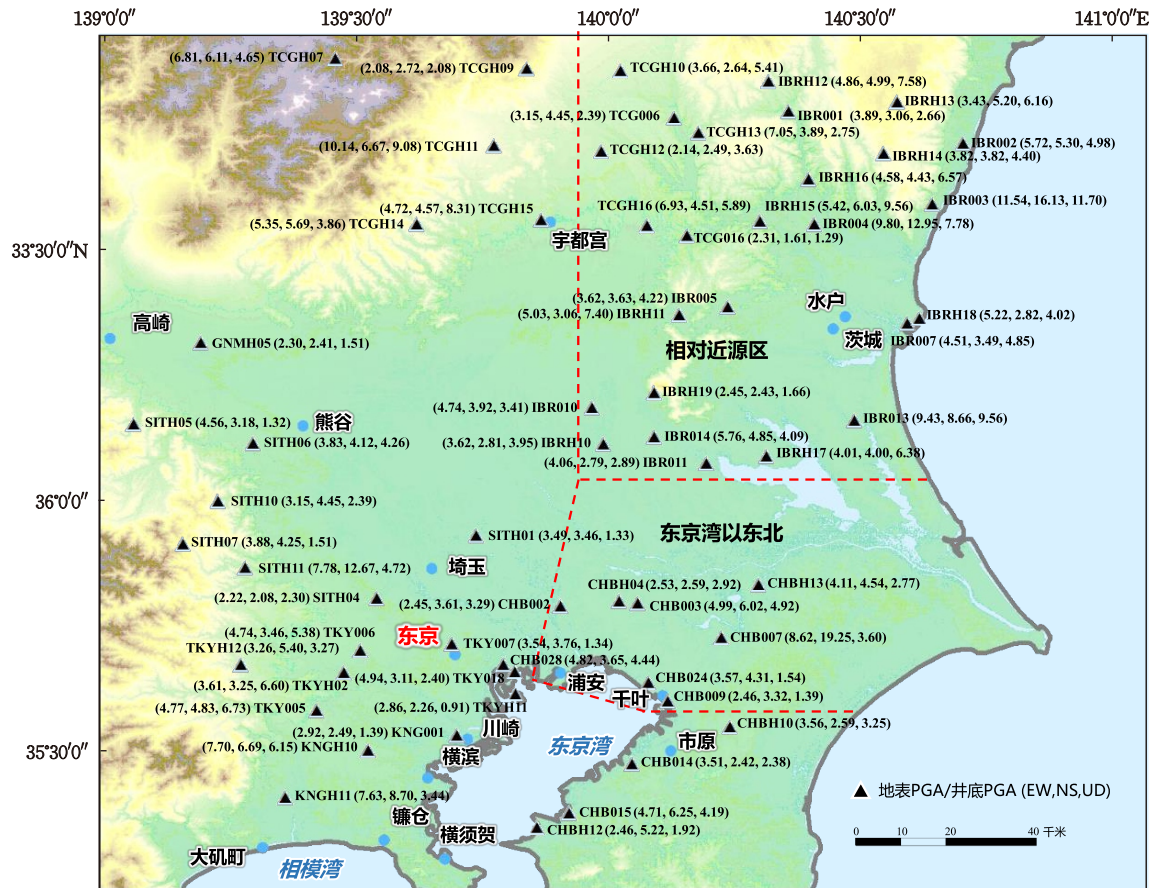 139°0′0″
139°30′0″
140°00′0″
140°30′0″
141°0′0″E
(6.81, 6.11, 4.65) TCGH07
(2.08, 2.72, 2.08) TCGH09
TCGH10 (3.66, 2.64, 5.41)
IBRH12 (4.86, 4.99, 7.58)
IBRH13 (3.43, 5.20, 6.16)
(3.15, 4.45, 2.39) TCG006
IBR001 (3.89, 3.06, 2.66)
TCGH13 (7.05, 3.89, 2.75)
(10.14, 6.67, 9.08) TCGH11
TCGH12 (2.14, 2.49, 3.63)
IBR002 (5.72, 5.30, 4.98)
IBRH14 (3.82, 3.82, 4.40)
IBRH16 (4.58, 4.43, 6.57)
(4.72, 4.57, 8.31) TCGH15
TCGH16 (6.93, 4.51, 5.89)
IBRH15 (5.42, 6.03, 9.56)
IBR003 (11.54, 16.13, 11.70)
(5.35, 5.69, 3.86) TCGH14
IBR004 (9.80, 12.95, 7.78)
宇都宫
TCG016 (2.31, 1.61, 1.29)
33°30′0″N
(3.62, 3.63, 4.22) IBR005
水户
(5.03, 3.06, 7.40) IBRH11
IBRH18 (5.22, 2.82, 4.02)
高崎
GNMH05 (2.30, 2.41, 1.51)
相对近源区
茨城
IBR007 (4.51, 3.49, 4.85)
IBRH19 (2.45, 2.43, 1.66)
(4.74, 3.92, 3.41) IBR010
SITH05 (4.56, 3.18, 1.32)
熊谷
IBR013 (9.43, 8.66, 9.56)
SITH06 (3.83, 4.12, 4.26)
(3.62, 2.81, 3.95) IBRH10
IBR014 (5.76, 4.85, 4.09)
(4.06, 2.79, 2.89) IBR011
IBRH17 (4.01, 4.00, 6.38)
36°0′0″
SITH10 (3.15, 4.45, 2.39)
SITH01 (3.49, 3.46, 1.33)
东京湾以东北
SITH07 (3.88, 4.25, 1.51)
SITH11 (7.78, 12.67, 4.72)
埼玉
CHBH04 (2.53, 2.59, 2.92)
CHBH13 (4.11, 4.54, 2.77)
(2.22, 2.08, 2.30) SITH04
(2.45, 3.61, 3.29) CHB002
CHB003 (4.99, 6.02, 4.92)
(4.74, 3.46, 5.38) TKY006
东京
TKY007 (3.54, 3.76, 1.34)
CHB007 (8.62, 19.25, 3.60)
TKYH12 (3.26, 5.40, 3.27)
CHB028 (4.82, 3.65, 4.44)
(3.61, 3.25, 6.60) TKYH02
(4.94, 3.11, 2.40) TKY018
浦安
CHB024 (3.57, 4.31, 1.54)
千叶
CHB009 (2.46, 3.32, 1.39)
(4.77, 4.83, 6.73) TKY005
(2.86, 2.26, 0.91) TKYH11
(2.92, 2.49, 1.39) KNG001
川崎
CHBH10 (3.56, 2.59, 3.25)
35°30′0″
(7.70, 6.69, 6.15) KNGH10
横滨
东京湾
市原
CHB014 (3.51, 2.42, 2.38)
KNGH11 (7.63, 8.70, 3.44)
地表PGA/井底PGA (EW,NS,UD)
镰仓
横须贺
CHB015 (4.71, 6.25, 4.19)
CHBH12 (2.46, 5.22, 1.92)
0 10 20 40 千米
大矶町
相模湾